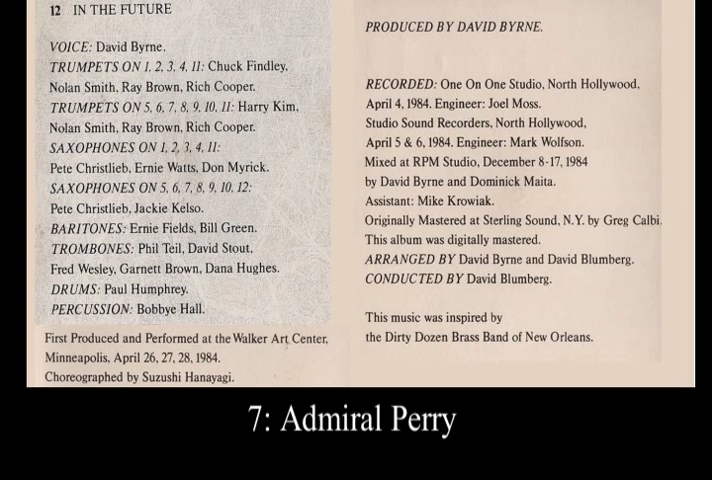 12 IN THE FUTURE
VOICE: David Byrne.
TRUMPETS ON 1, 2, 3, 4, 11: Chuck Findley,
Nolan Smith, Ray Brown, Rich Cooper.
TRUMPETS ON 5, 6, 7, 8, 9, 10, 11: Harry Kim,
Nolan Smith, Ray Brown, Rich Cooper.
SAXOPHONES ON 1, 2, 3, 4, 11:
Pete Christlieb, Ernie Watts, Don Myrick.
SAXOPHONES ON 5, 6, 7, 8, 9, 10, 12:
Pete Christlieb, Jackie Kelso.
BARITONES: Ernie Fields, Bill Green.
TROMBONES: Phil Teil, David Stout,
Fred Wesley, Garnett Brown, Dana Hughes.
DRUMS: Paul Humphrey.
PERCUSSION: Bobbye Hall.
First Produced and Performed at the Walker Art Center,
Minneapolis, April 26, 27, 28, 1984.
Choreographed by Suzushi Hanayagi.
PRODUCED BY DAVID BYRNE.
RECORDED: One On One Studio, North Hollywood,
April 4, 1984. Engineer: Joel Moss.
Studio Sound Recorders, North Hollywood,
April 5 & 6, 1984. Engineer: Mark Wolfson.
Mixed at RPM Studio, December 8-17, 1984
by David Byrne and Dominick Maita.
Assistant: Mike Krowiak.
Originally Mastered at Sterling Sound, N.Y. by Greg Calbi.
This album was digitally mastered.
ARRANGED BY David Byrne and David Blumberg.
CONDUCTED BY David Blumberg.
This music was inspired by
the Dirty Dozen Brass Band of New Orleans.
7: Admiral Perry